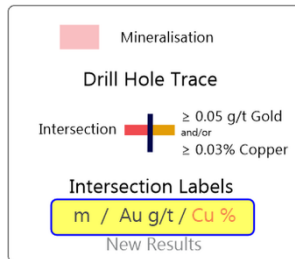 Mineralisation
Drill Hole Trace
≥ 0.05 g/t Gold
Intersection
and/or
≥ 0.03% Copper
Intersection Labels
m / Au g/t / Cu %
New Results